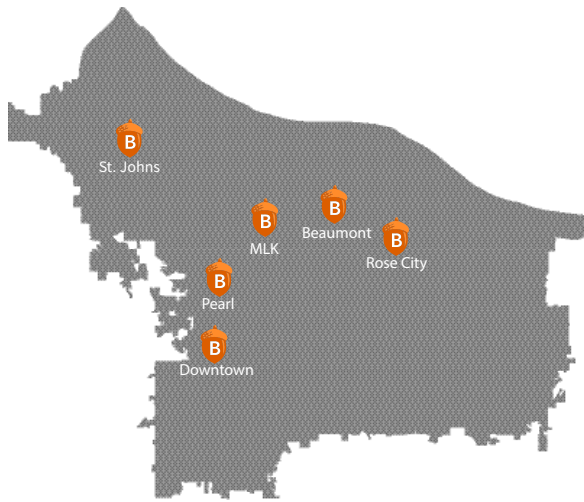 B
St. Johns
B
Beaumont
B
MLK
B
Rose City
B
Pearl
B
Downtown